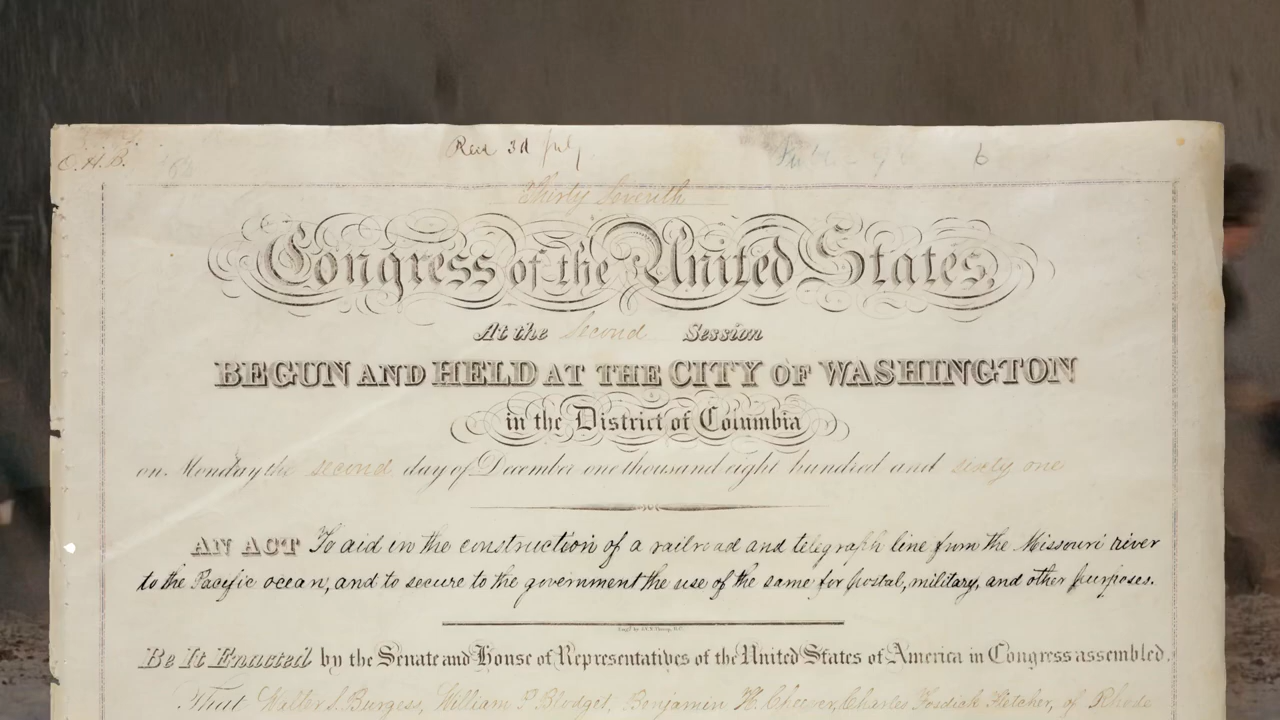 C.H.B.
Recd 3d July
6
Thirty Seventh
Congress of the United States,
At the Second Session
BEGUN AND HELD AT THE CITY OF WASHINGTON
in the District of Columbia
on Monday the second day of December one thousand eight hundred and sixty one
AN ACT To aid in the construction of a railroad and telegraph line from the Missouri river
to the Pacific ocean, and to secure to the government the use of the same for postal, military, and other purposes.
Be It Enacted by the Senate and House of Representatives of the United States of America in Congress assembled,
That Walter S. Burgess, William P. Blodget, Benjamin H. Cheever, Charles Fosdick Fletcher, of Rhode